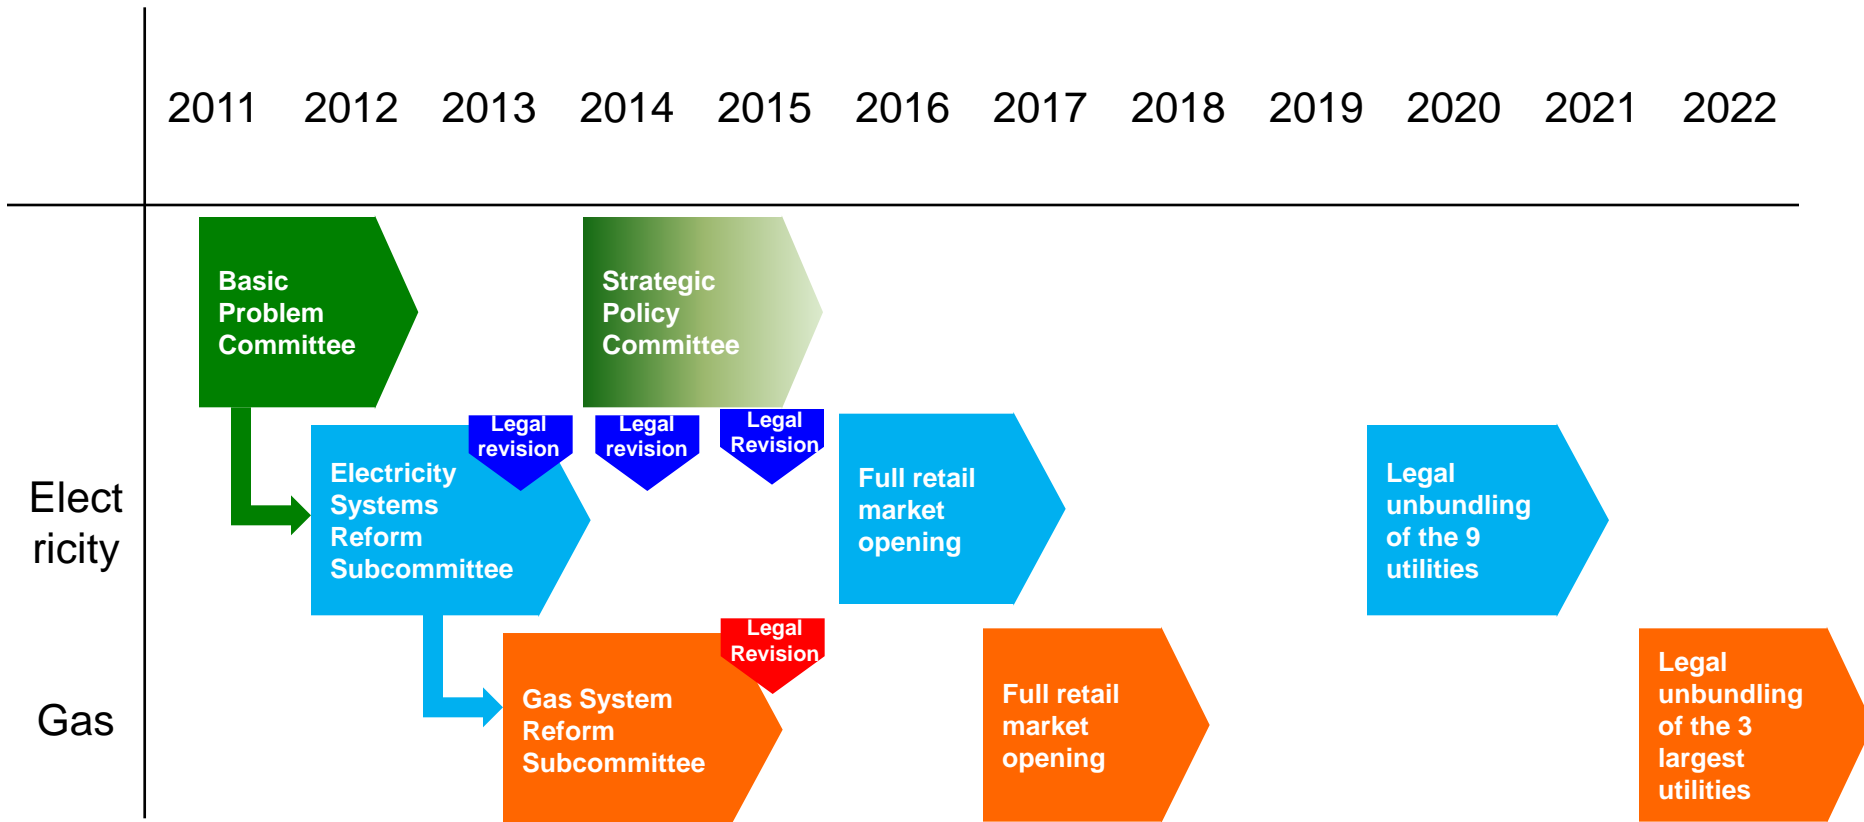 2011 2012 2013 2014 2015 2016 2017 2018 2019 2020 2021 2022
Basic
Problem
Committee
Strategic
Policy
Committee
Elect
ricity
Electricity
Systems
Reform
Subcommittee
Legal
revision
Legal
revision
Legal
Revision
Full retail
market
opening
Legal
unbundling
of the 9
utilities
Gas
Gas System
Reform
Subcommittee
Legal
Revision
Full retail
market
opening
Legal
unbundling
of the 3
largest
utilities